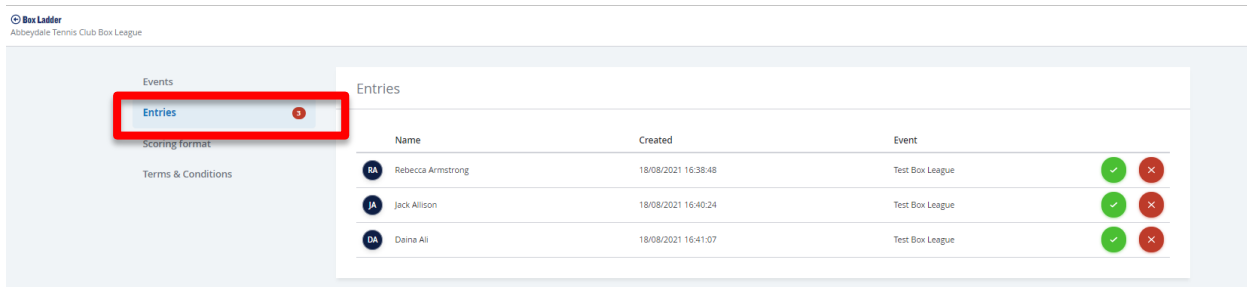 Box Ladder
Abbeydale Tennis Club Box League
Events
Entries 3
Scoring format
Terms & Conditions
Entries
Name Created Event
RA Rebecca Armstrong 18/08/2021 16:38:48 Test Box League
JA Jack Allison 18/08/2021 16:40:24 Test Box League
DA Daina Ali 18/08/2021 16:41:07 Test Box League